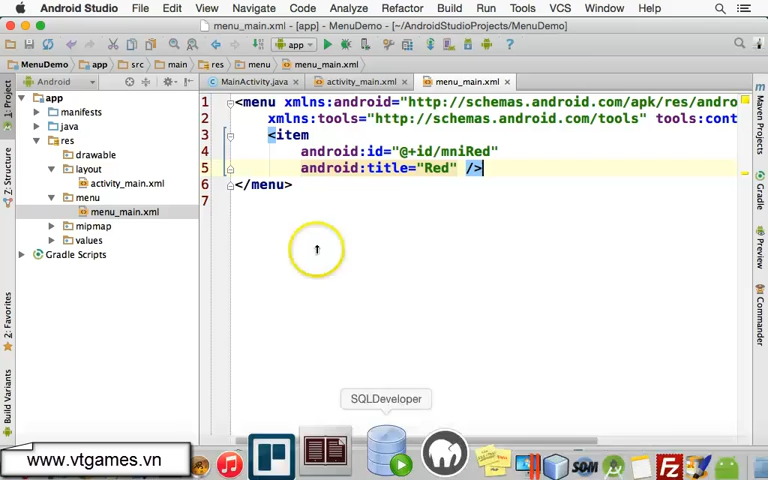 Android Studio File Edit View Navigate Code Analyze Refactor Build Run Tools VCS Window Help
menu_main.xml - [app] - MenuDemo - [~/AndroidStudioProjects/MenuDemo]
app
MenuDemo app src main res menu menu_main.xml
Android
MainActivity.java activity_main.xml menu_main.xml
app
manifests
java
res
drawable
layout
activity_main.xml
menu
menu_main.xml
mipmap
values
Gradle Scripts
1: Project
7: Structure
2: Favorites
Build Variants
1 <menu xmlns:android="http://schemas.android.com/apk/res/andro
2 xmlns:tools="http://schemas.android.com/tools" tools:cont
3 <item
4 android:id="@+id/mniRed"
5 android:title="Red" />
6 </menu>
7
Maven Projects
Gradle
Preview
Commander
SQLDeveloper
www.vtgames.vn
SQM